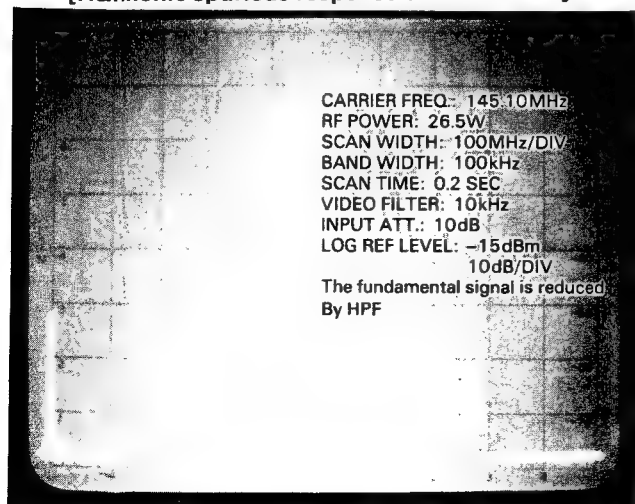 CARRIER FREQ.: 145.10MHz
RF POWER: 26.5W
SCAN WIDTH: 100MHz/DIV
BAND WIDTH: 100kHz
SCAN TIME: 0.2 SEC
VIDEO FILTER: 10kHz
INPUT ATT.: 10dB
LOG REF LEVEL: –15dBm
10dB/DIV
The fundamental signal is reduced
By HPF